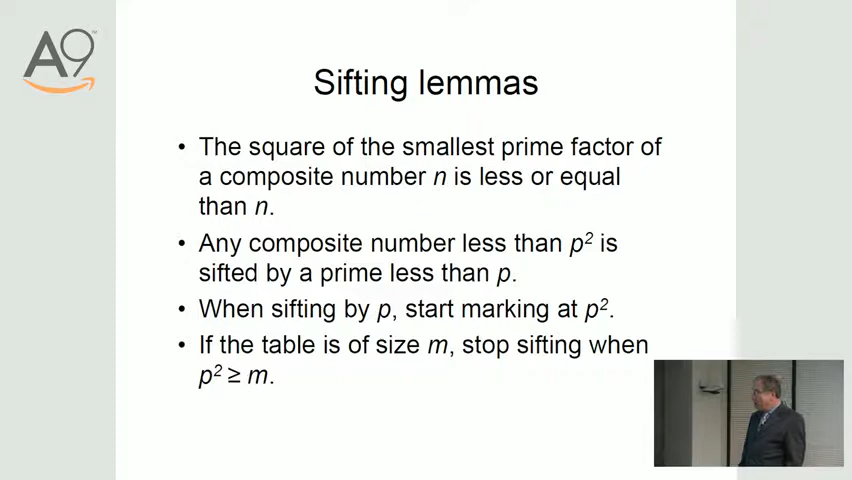 A9
Sifting lemmas
• The square of the smallest prime factor of
a composite number n is less or equal
than n.
• Any composite number less than p² is
sifted by a prime less than p.
• When sifting by p, start marking at p².
• If the table is of size m, stop sifting when
p² ≥ m.